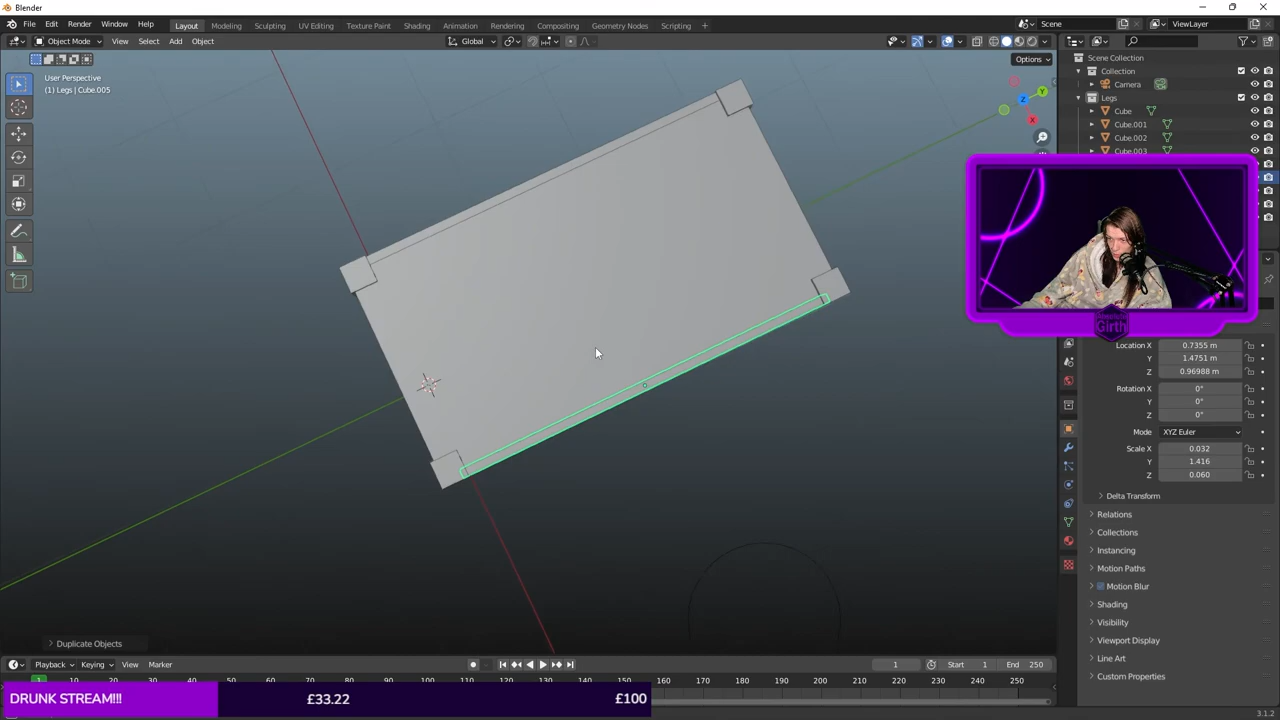 Blender
File Edit Render Window Help
Layout Modeling Sculpting UV Editing Texture Paint Shading Animation Rendering Compositing Geometry Nodes Scripting +
Scene
ViewLayer
Object Mode View Select Add Object
Global
Options
User Perspective
(1) Legs | Cube.005
X
Y
Z
Scene Collection
Collection
Camera
Legs
Cube
Cube.001
Cube.002
Cube.003
Girth
Location X 0.7355 m
Y 1.4751 m
Z 0.96988 m
Rotation X 0°
Y 0°
Z 0°
Mode XYZ Euler
Scale X 0.032
Y 1.416
Z 0.060
Delta Transform
Relations
Collections
Instancing
Motion Paths
Motion Blur
Shading
Visibility
Viewport Display
Line Art
Custom Properties
Duplicate Objects
Playback Keying View Marker
1
Start 1
End 250
1 50 60 70 80 90 100 110 120 130 140 150 160 170 180 190 200 210 220 230 240 250
DRUNK STREAM!!! £33.22 £100
3.1.2